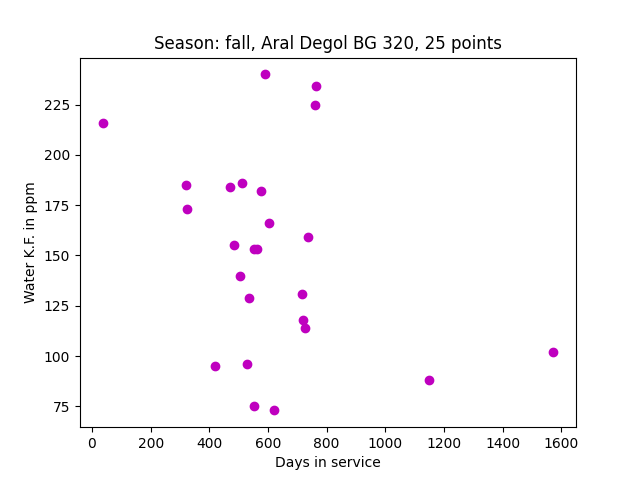 Season: fall, Aral Degol BG 320, 25 points
Water K.F. in ppm
225
200
175
150
125
100
75
0 200 400 600 800 1000 1200 1400 1600
Days in service